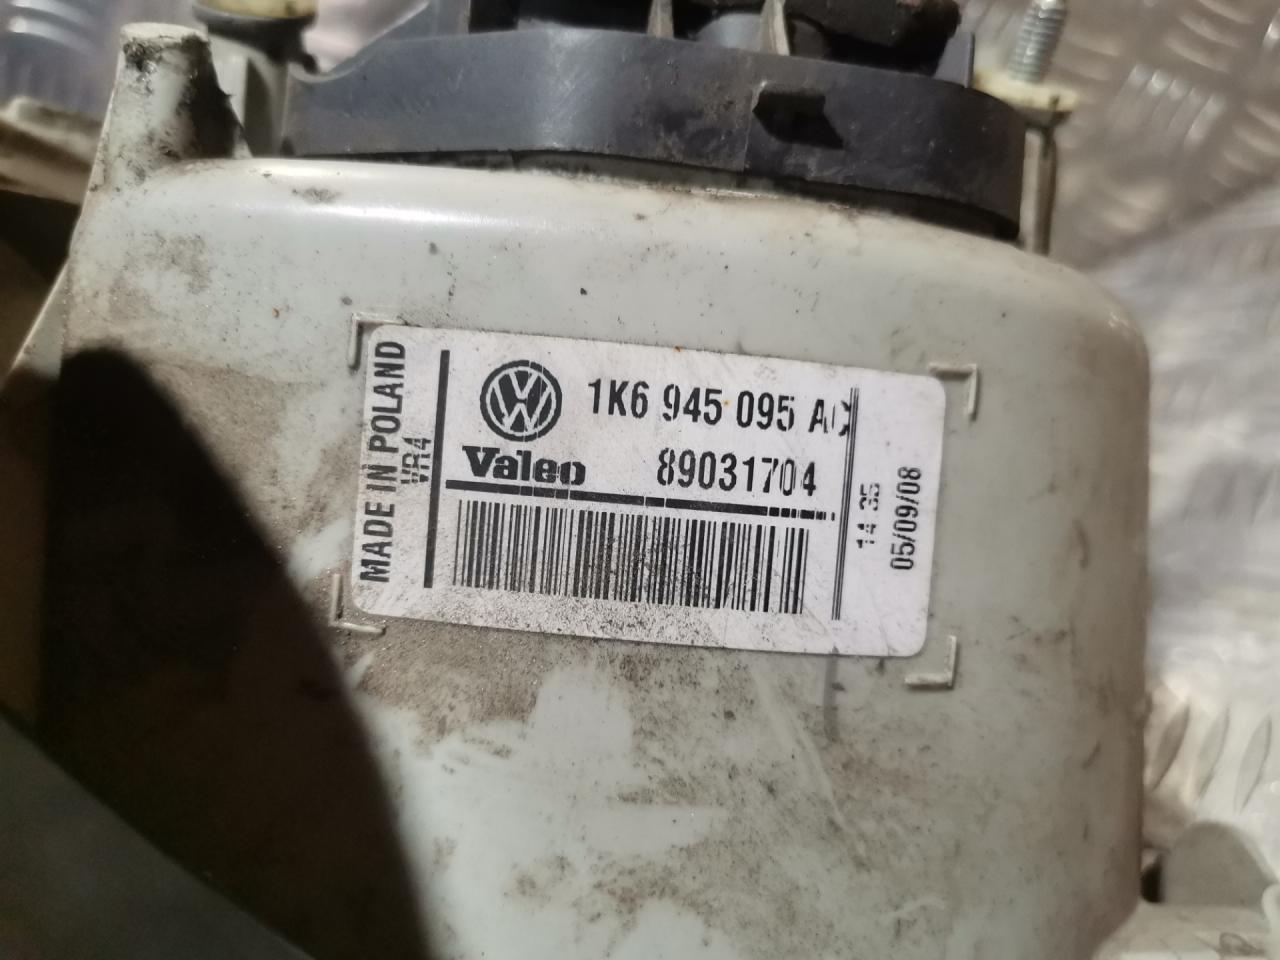 MADE IN POLAND
VR4
1K6 945 095 AC
Valeo 89031704
14:35
05/09/08